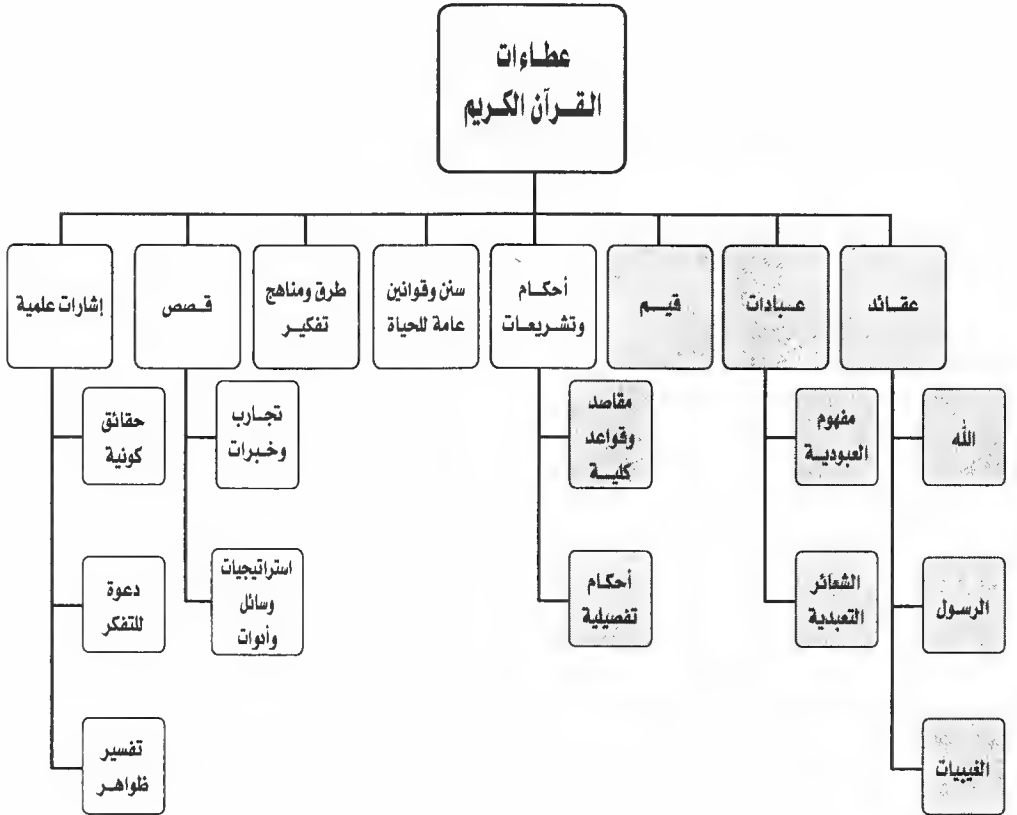 عطاءات
القرآن الكريم
عقائد
عبادات
قيم
أحكام
وتشريعات
سنن وقوانين
عامة للحياة
طرق ومناهج
تفكير
قصص
إشارات علمية
الله
الرسول
الغيبيات
مفهوم
العبودية
الشعائر
التعبدية
مقاصد
وقواعد
كلية
أحكام
تفصيلية
تجارب
وخبرات
استراتيجيات
وسائل
وأدوات
حقائق
كونية
دعوة
للتفكر
تفسير
ظواهر